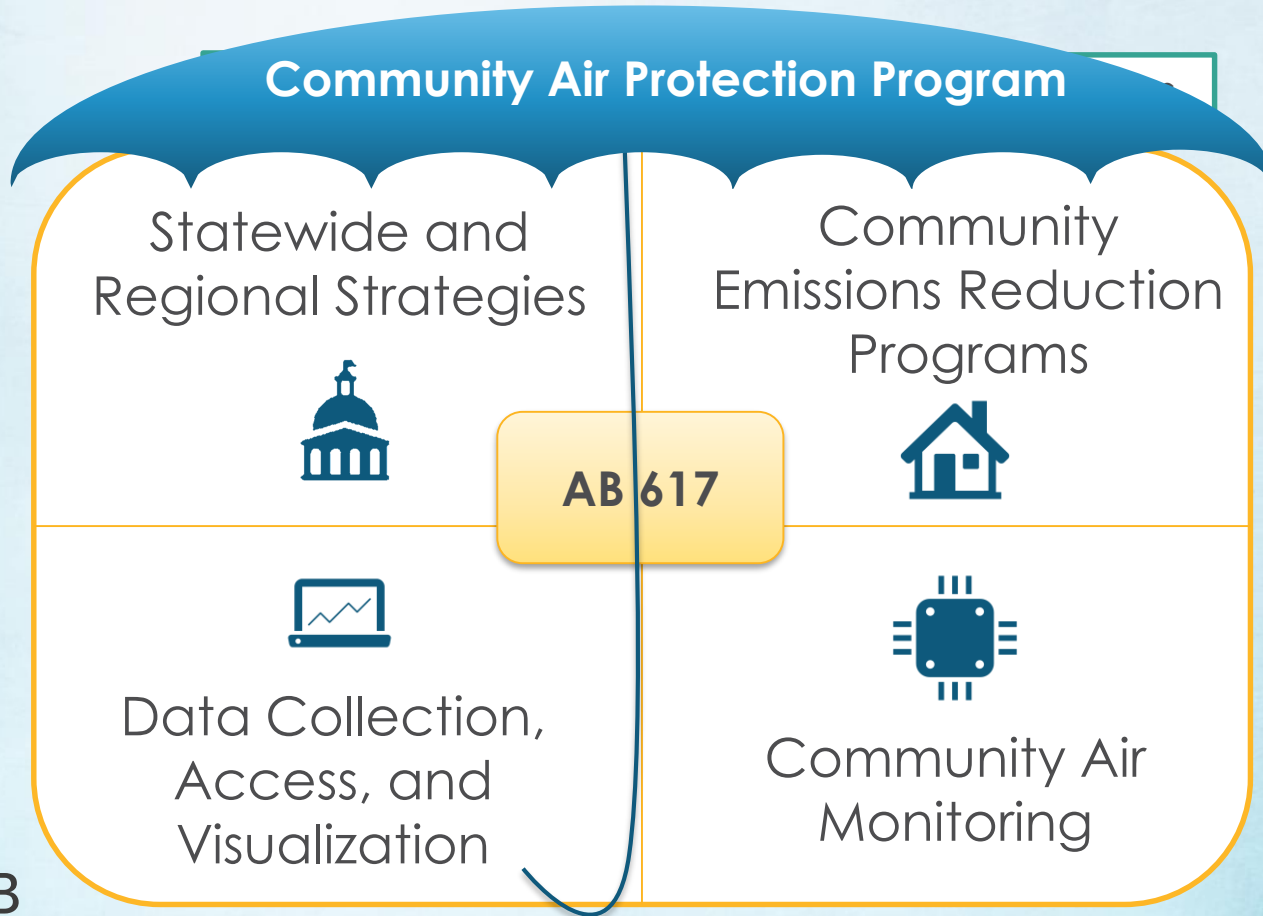 Community Air Protection Program
Statewide and
Regional Strategies
Community
Emissions Reduction
Programs
AB 617
Data Collection,
Access, and
Visualization
Community Air
Monitoring